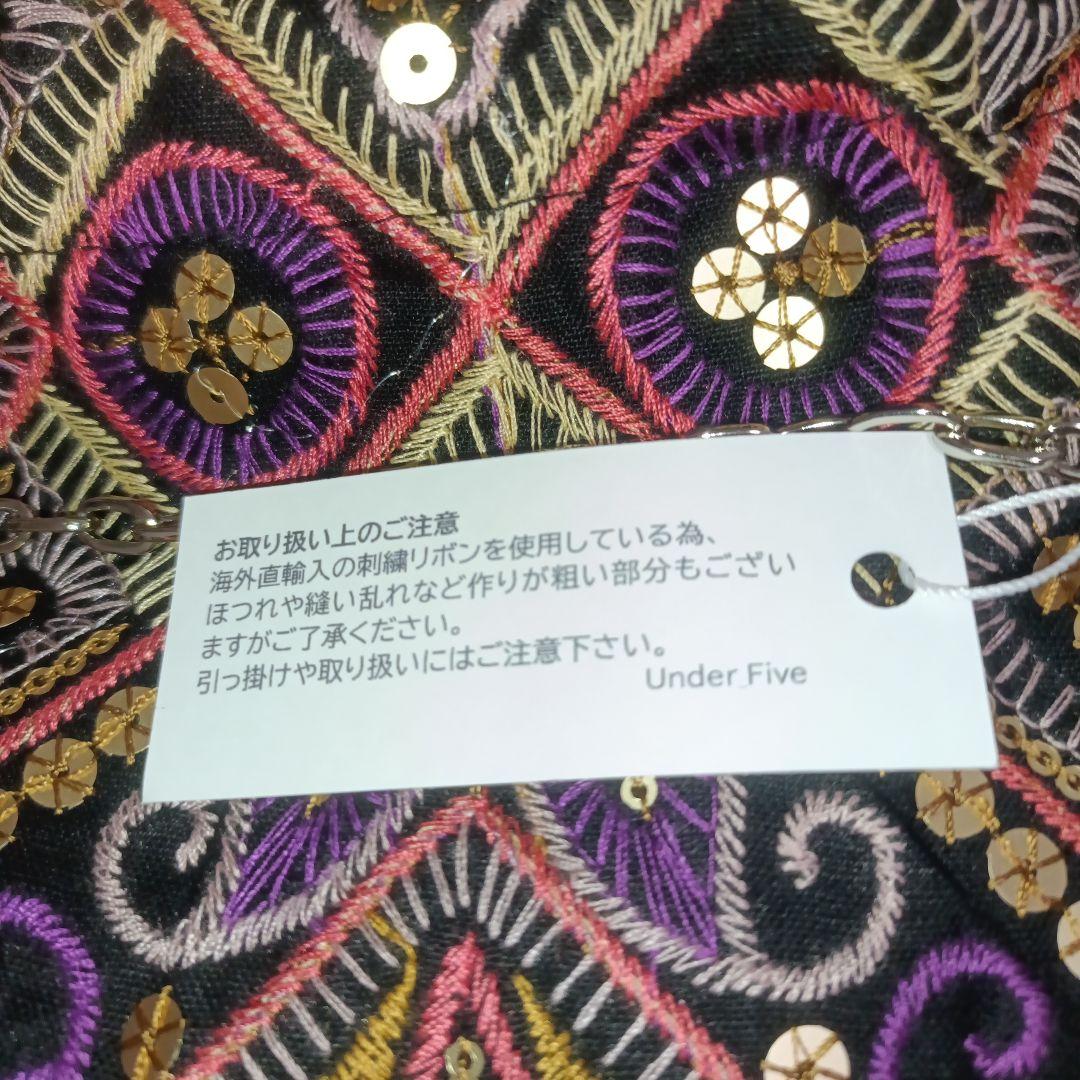 お取り扱い上のご注意
海外直輸入の刺繍リボンを使用している為、
ほつれや縫い乱れなど作りが粗い部分もござい
ますがご了承ください。
引っ掛けや取り扱いにはご注意下さい。
Under_Five